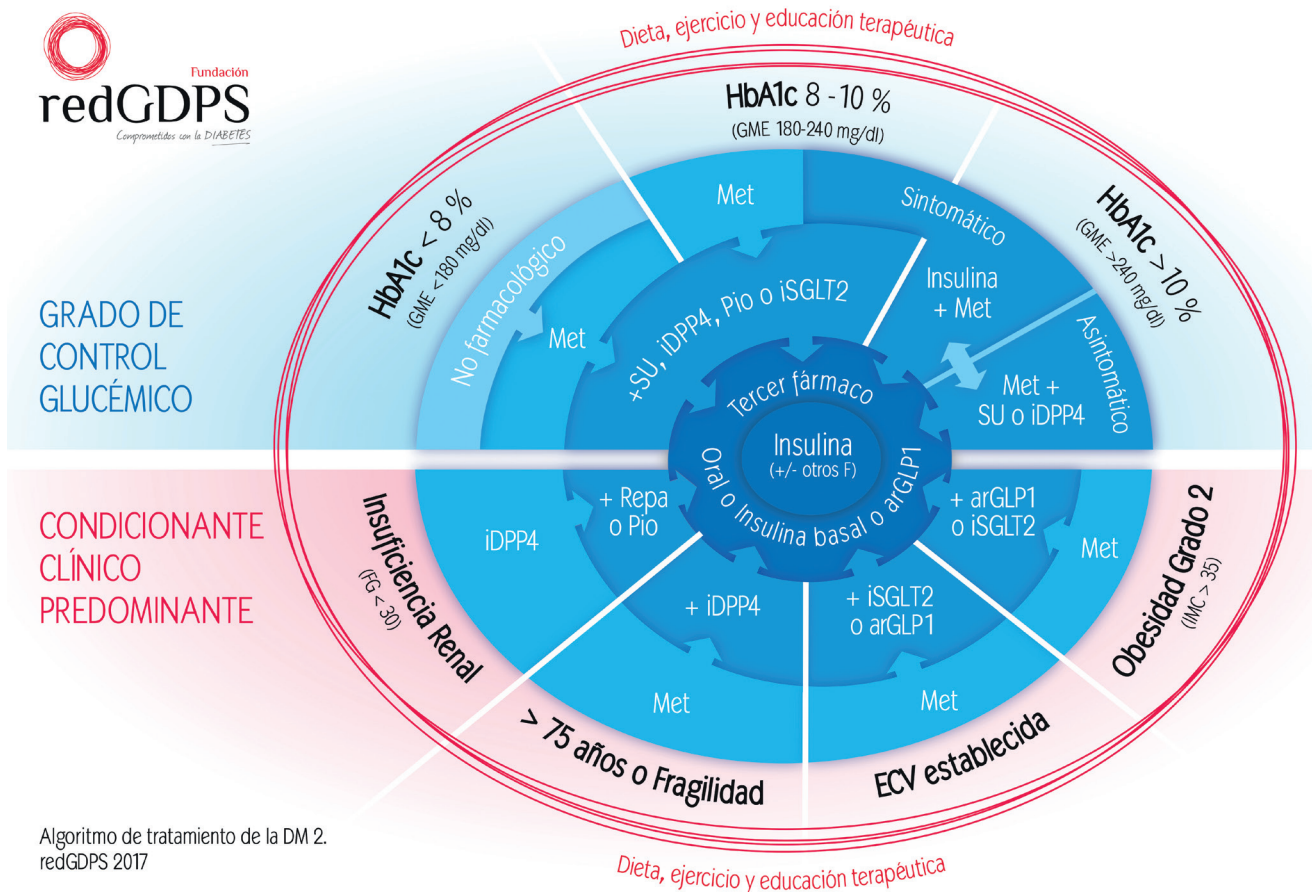 Fundación
redGDPS
Comprometidos con la DIABETES
Dieta, ejercicio y educación terapéutica
HbA1c 8 -10 %
(GME 180-240 mg/dl)
HbA1c < 8 %
(GME <180 mg/dl)
HbA1c > 10 %
(GME >240 mg/dl)
GRADO DE
CONTROL
GLUCÉMICO
No farmacológico
Met
Met
+SU, iDPP4, Pio o iSGLT2
Sintomático
Insulina
+ Met
Asintomático
Met +
SU o iDPP4
Tercer fármaco
Insulina
(+/- otros F)
Oral o Insulina basal o arGLP1
CONDICIONANTE
CLÍNICO
PREDOMINANTE
Insuficiencia Renal
(FG < 30)
iDPP4
+ Repa
o Pio
> 75 años o Fragilidad
Met
+ iDPP4
ECV establecida
Met
+ iSGLT2
o arGLP1
Obesidad Grado 2
(IMC > 35)
Met
+ arGLP1
o iSGLT2
Algoritmo de tratamiento de la DM 2.
redGDPS 2017
Dieta, ejercicio y educación terapéutica